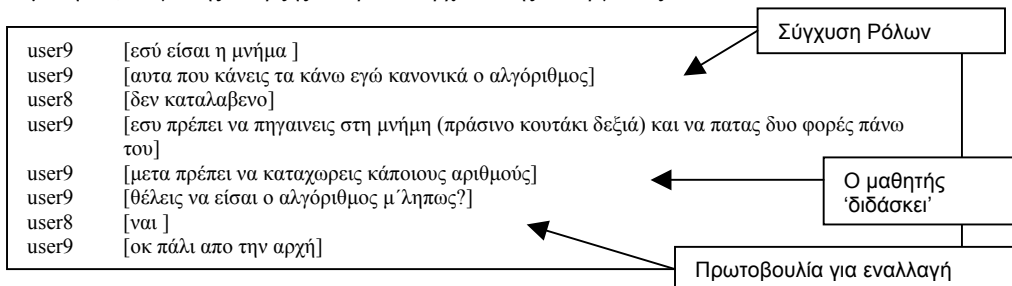 Σύγχυση Ρόλων
user9 [εσύ είσαι η μνήμα ]
user9 [αυτα που κάνεις τα κάνω εγώ κανονικά ο αλγόριθμος]
user8 [δεν καταλαβενο]
user9 [εσυ πρέπει να πηγαινεις στη μνήμη (πράσινο κουτάκι δεξιά) και να πατας δυο φορές πάνω
του]
user9 [μετα πρέπει να καταχωρεις κάποιους αριθμούς]
user9 [θέλεις να είσαι ο αλγόριθμος μ΄ληπως?]
user8 [ναι ]
user9 [οκ πάλι απο την αρχή]
Ο μαθητής
‘διδάσκει’
Πρωτοβουλία για εναλλαγή